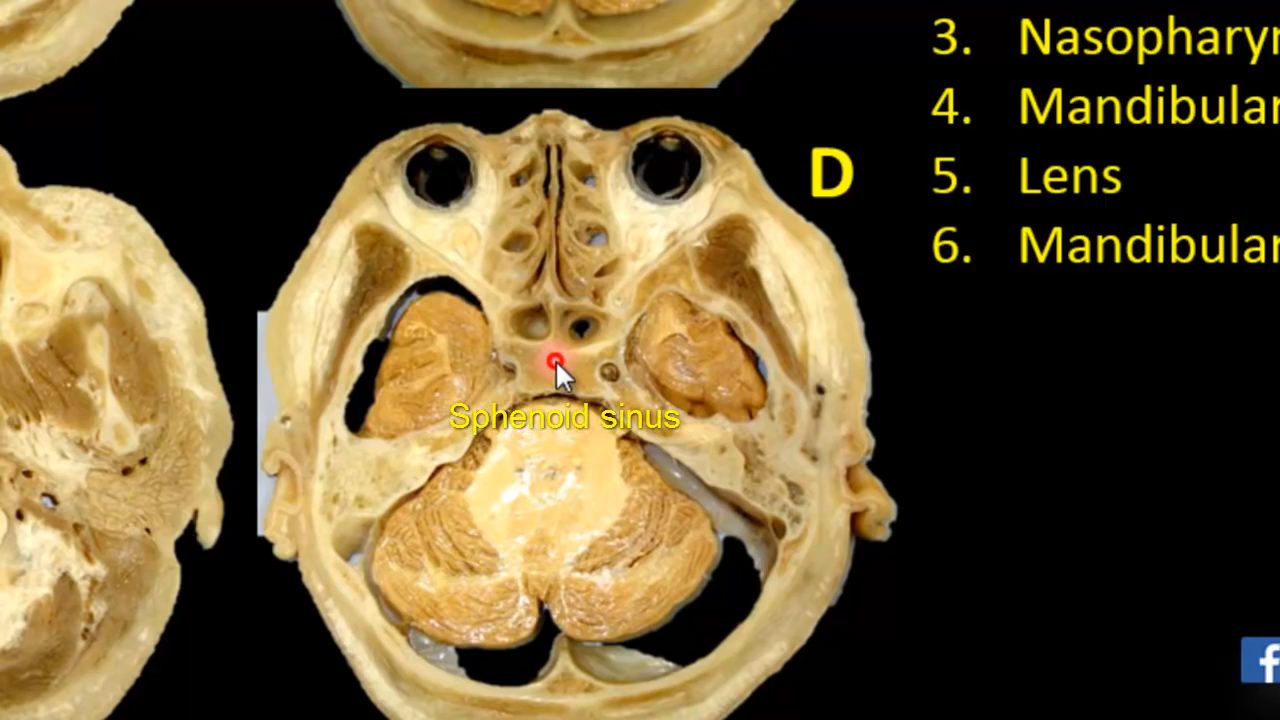 3. Nasophary
4. Mandibular
D
5. Lens
6. Mandibular
Sphenoid sinus
f